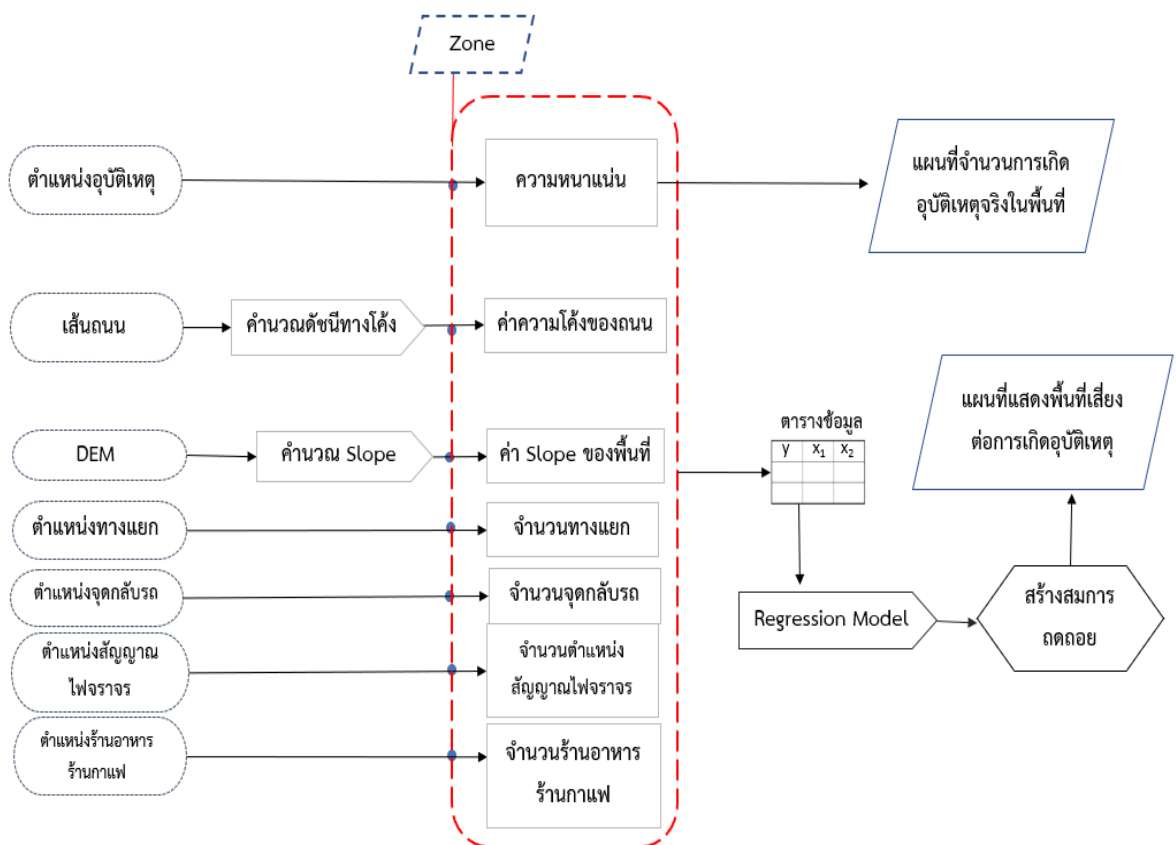 Zone
ตำแหน่งอุบัติเหตุ
ความหนาแน่น
แผนที่จำนวนการเกิด
อุบัติเหตุจริงในพื้นที่
เส้นถนน
คำนวณดัชนีทางโค้ง
ค่าความโค้งของถนน
DEM
คำนวณ Slope
ค่า Slope ของพื้นที่
ตำแหน่งทางแยก
จำนวนทางแยก
ตำแหน่งจุดกลับรถ
จำนวนจุดกลับรถ
ตำแหน่งสัญญาณ
ไฟจราจร
จำนวนตำแหน่ง
สัญญาณไฟจราจร
ตำแหน่งร้านอาหาร
ร้านกาแฟ
จำนวนร้านอาหาร
ร้านกาแฟ
ตารางข้อมูล
y x₁ x₂
Regression Model
สร้างสมการ
ถดถอย
แผนที่แสดงพื้นที่เสี่ยง
ต่อการเกิดอุบัติเหตุ